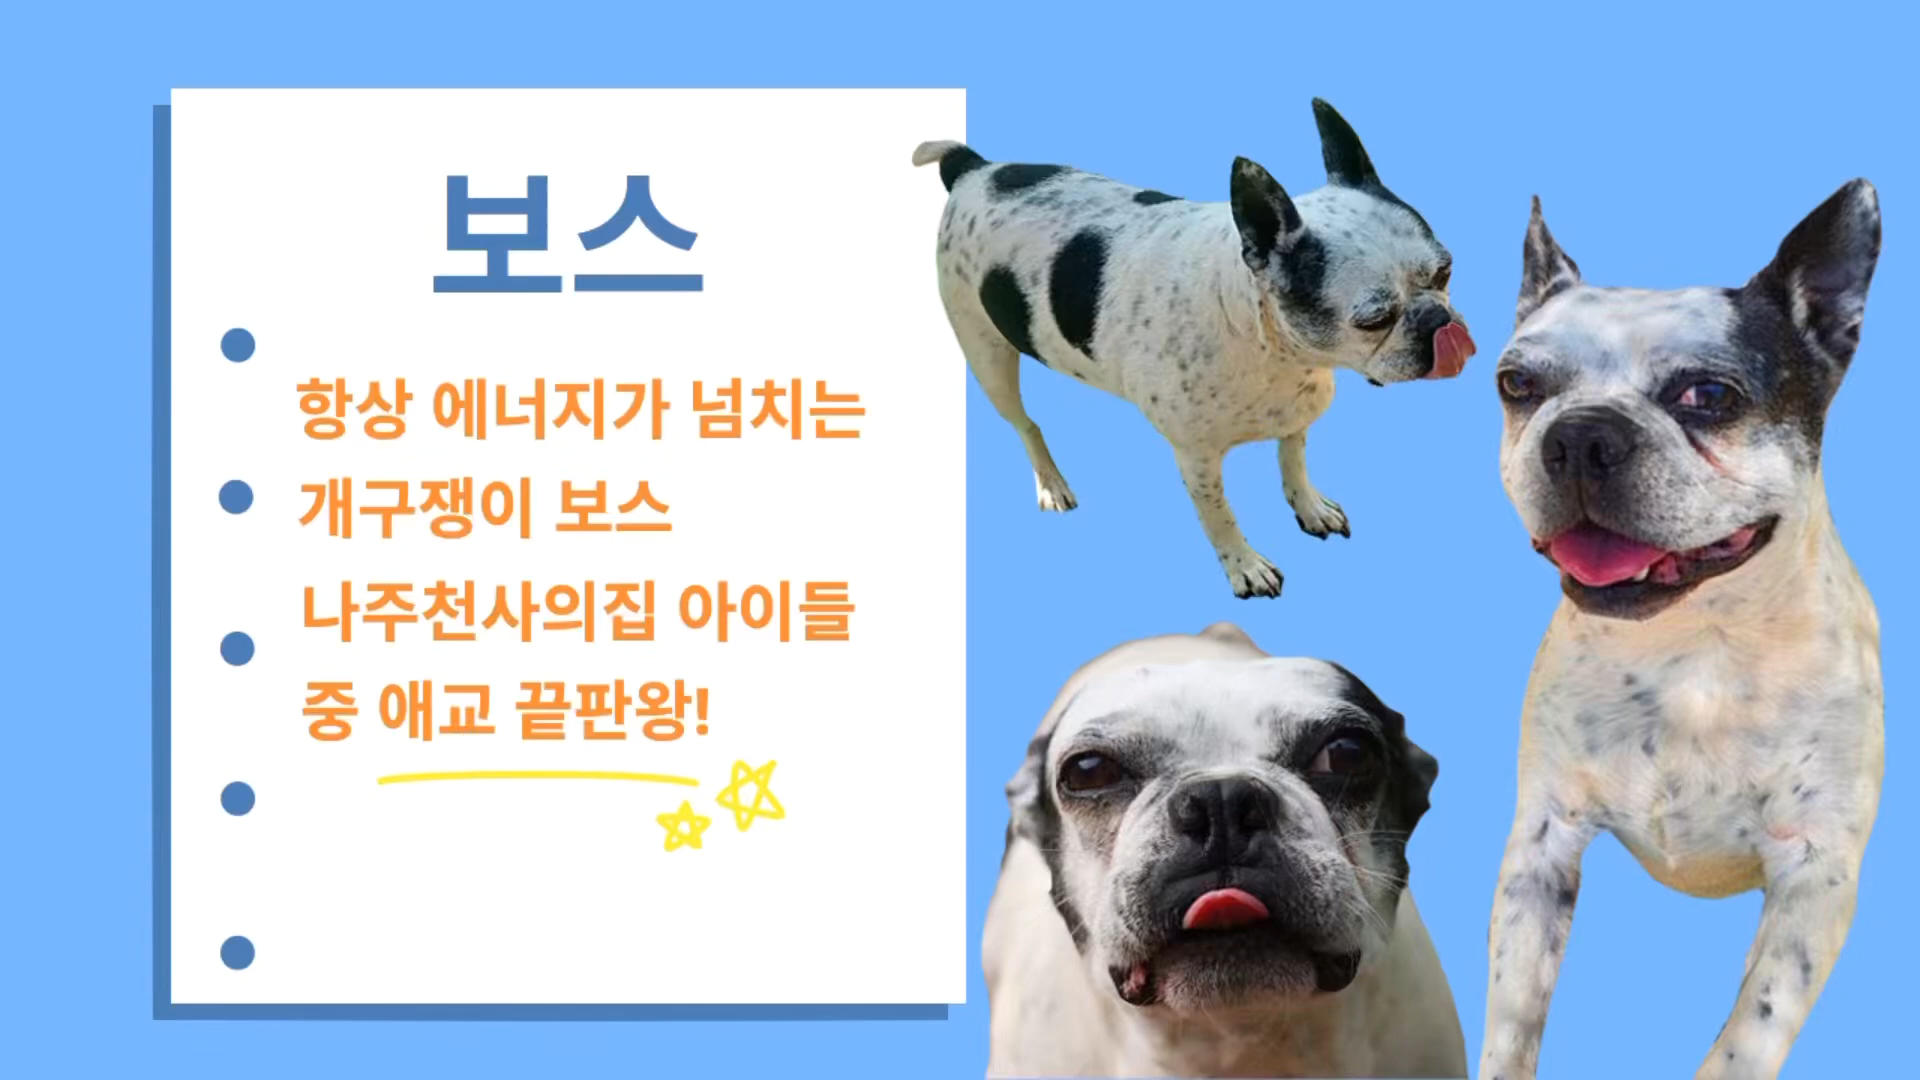 보스
항상 에너지가 넘치는
개구쟁이 보스
나주천사의집 아이들
중 애교 끝판왕!